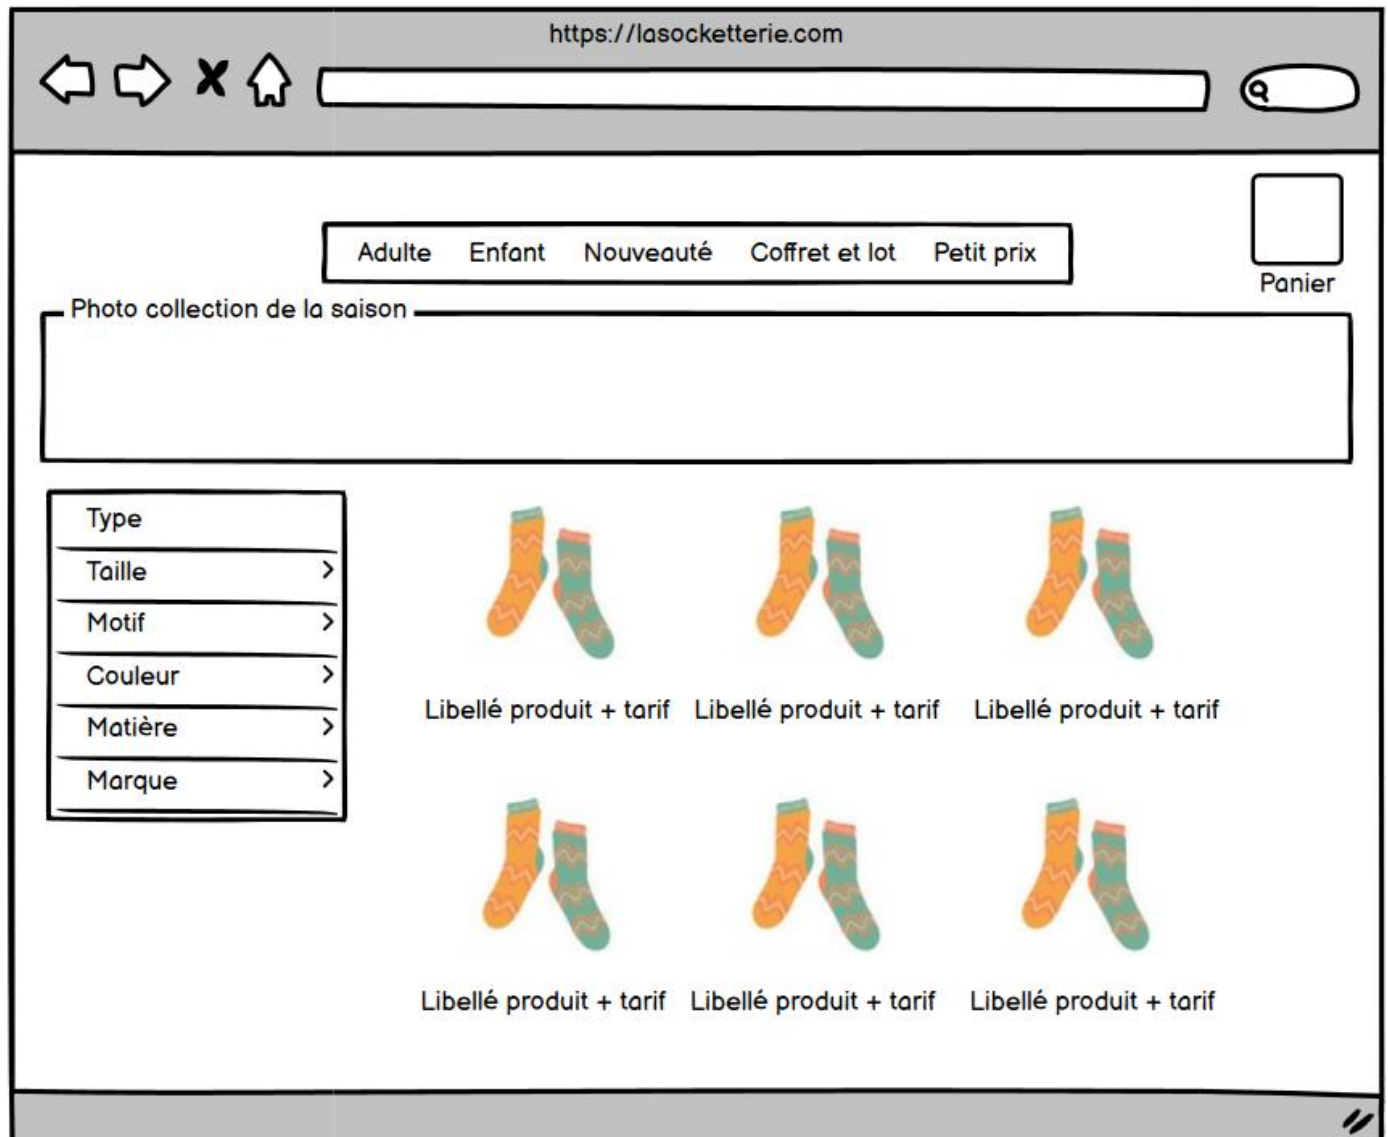 https://lasocketterie.com
Adulte Enfant Nouveauté Coffret et lot Petit prix
Panier
Photo collection de la saison
Type
Taille
Motif
Couleur
Matière
Marque
Libellé produit + tarif Libellé produit + tarif Libellé produit + tarif
Libellé produit + tarif Libellé produit + tarif Libellé produit + tarif